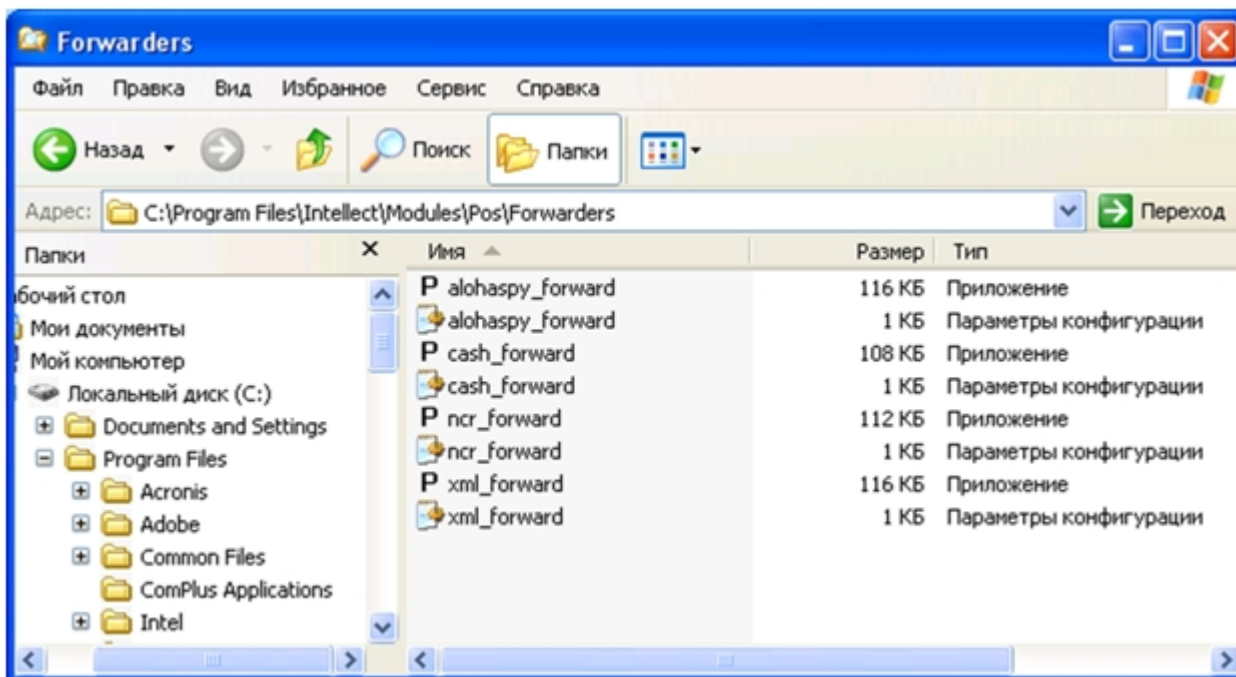 Forwarders
Файл Правка Вид Избранное Сервис Справка
Назад Поиск Папки
Адрес: C:\Program Files\Intellect\Modules\Pos\Forwarders Переход
Папки Имя Размер Тип
бочий стол
Мои документы
Мой компьютер
Локальный диск (C:)
Documents and Settings
Program Files
Acronis
Adobe
Common Files
ComPlus Applications
Intel
P alohaspy_forward 116 КБ Приложение
alohaspy_forward 1 КБ Параметры конфигурации
P cash_forward 108 КБ Приложение
cash_forward 1 КБ Параметры конфигурации
P ncr_forward 112 КБ Приложение
ncr_forward 1 КБ Параметры конфигурации
P xml_forward 116 КБ Приложение
xml_forward 1 КБ Параметры конфигурации